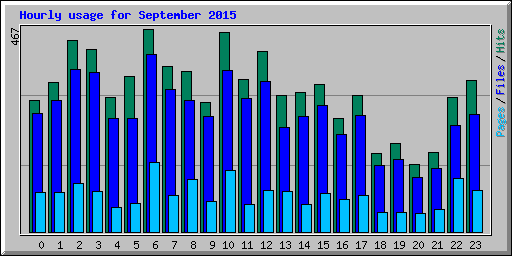 Hourly usage for September 2015
467
Pages / Files / Hits
0 1 2 3 4 5 6 7 8 9 10 11 12 13 14 15 16 17 18 19 20 21 22 23